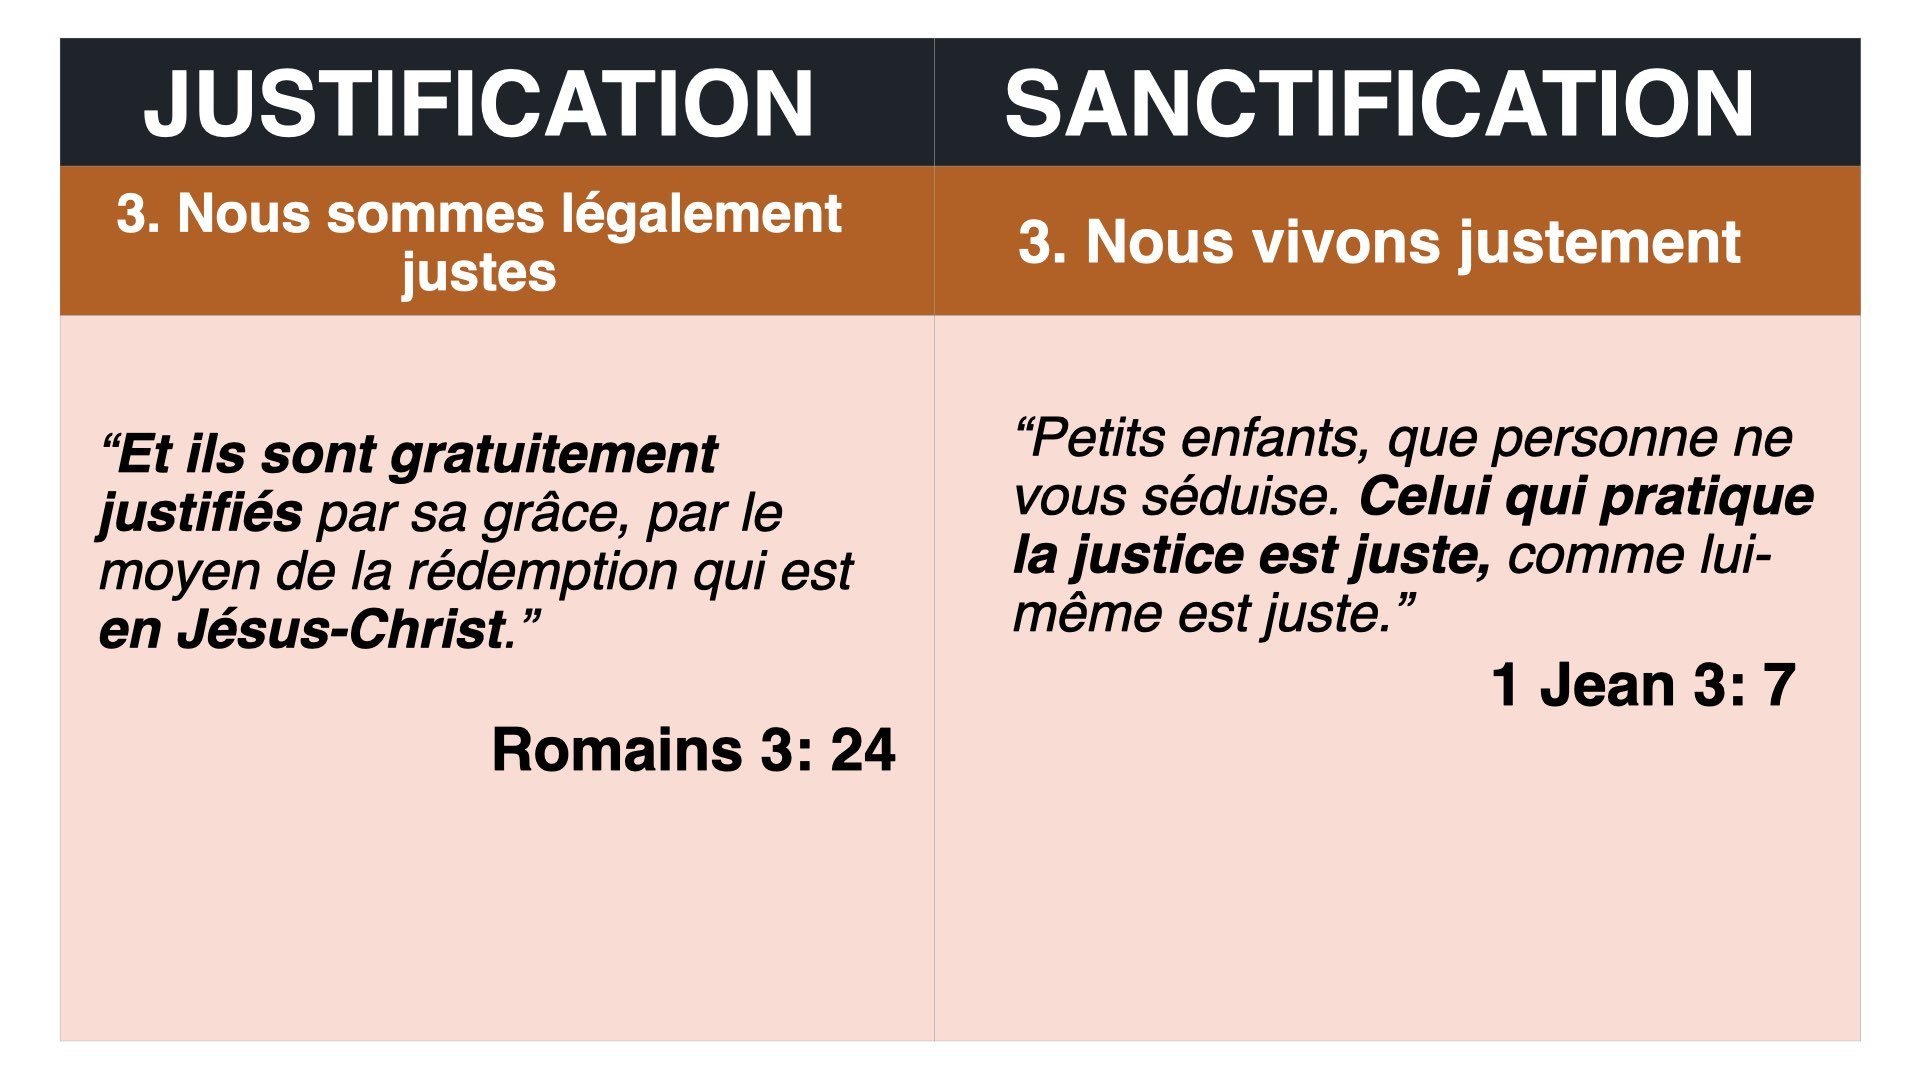 JUSTIFICATION
SANCTIFICATION
3. Nous sommes légalement
justes
3. Nous vivons justement
“Et ils sont gratuitement
justifiés par sa grâce, par le
moyen de la rédemption qui est
en Jésus-Christ.”
Romains 3: 24
“Petits enfants, que personne ne
vous séduise. Celui qui pratique
la justice est juste, comme lui-
même est juste.”
1 Jean 3: 7